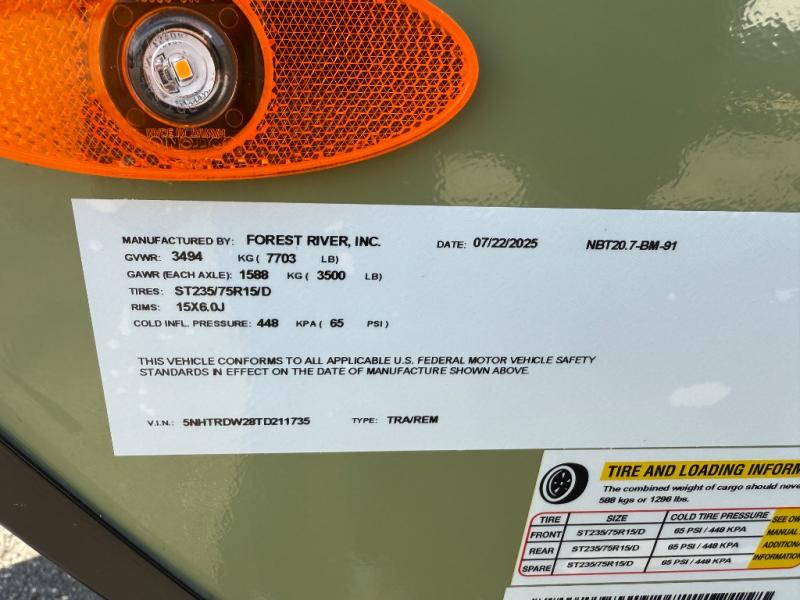 MANUFACTURED BY: FOREST RIVER, INC. DATE: 07/22/2025 NBT20.7-BM-91
GVWR: 3494 KG ( 7703 LB)
GAWR (EACH AXLE): 1588 KG ( 3500 LB)
TIRES: ST235/75R15/D
RIMS: 15X6.0J
COLD INFL. PRESSURE: 448 KPA ( 65 PSI )
THIS VEHICLE CONFORMS TO ALL APPLICABLE U.S. FEDERAL MOTOR VEHICLE SAFETY
STANDARDS IN EFFECT ON THE DATE OF MANUFACTURE SHOWN ABOVE.
V.I.N.: 5NHTRDW28TD211735 TYPE: TRA/REM
TIRE AND LOADING INFORM
The combined weight of cargo should neve
588 kgs or 1296 lbs.
TIRE SIZE COLD TIRE PRESSURE SEE OW
FRONT ST235/75R15/D 65 PSI / 448 KPA MANUAL
REAR ST235/75R15/D 65 PSI / 448 KPA ADDITIONA
SPARE ST235/75R15/D 65 PSI / 448 KPA INFORMATION